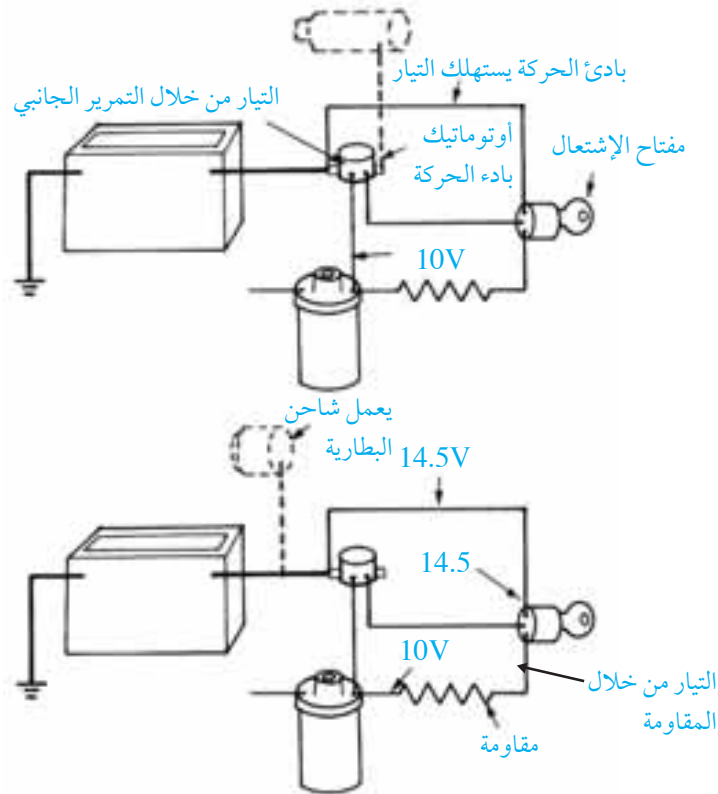 بادئ الحركة يستهلك التيار
التيار من خلال التمرير الجانبي
أوتوماتيك
بادء الحركة
مفتاح الإشتعال
10V
يعمل شاحن
البطارية
14.5V
14.5
10V
التيار من خلال
المقاومة
مقاومة